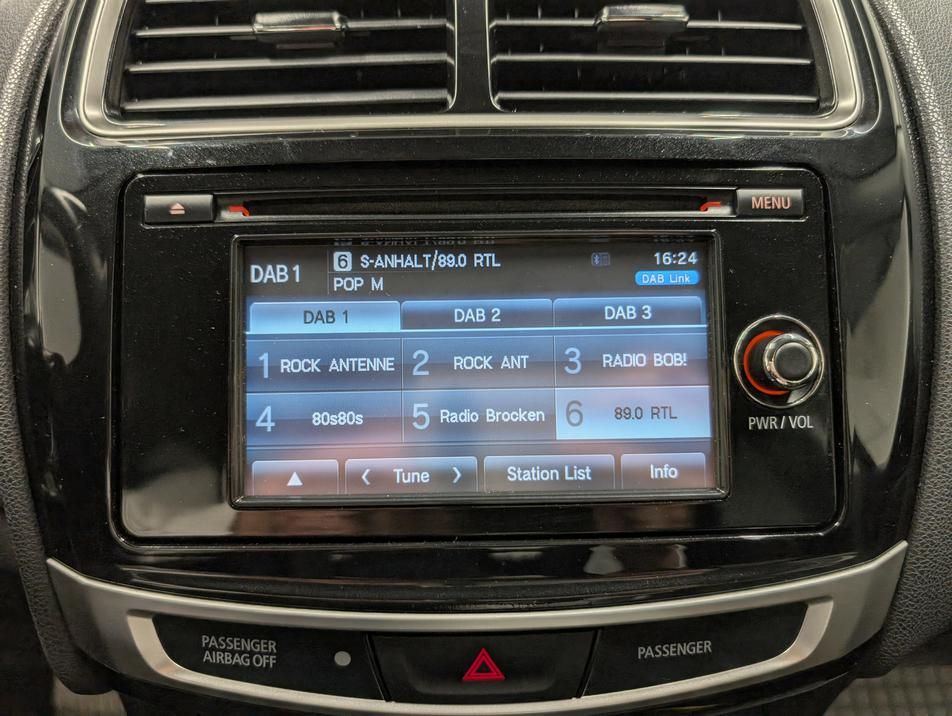 MENU
DAB1
6 S-ANHALT/89.0 RTL
16:24
POP M
DAB Link
DAB 1
DAB 2
DAB 3
1 ROCK ANTENNE
2 ROCK ANT
3 RADIO BOB!
4 80s80s
5 Radio Brocken
6 89.0 RTL
Tune
Station List
Info
PWR / VOL
PASSENGER
AIRBAG OFF
PASSENGER